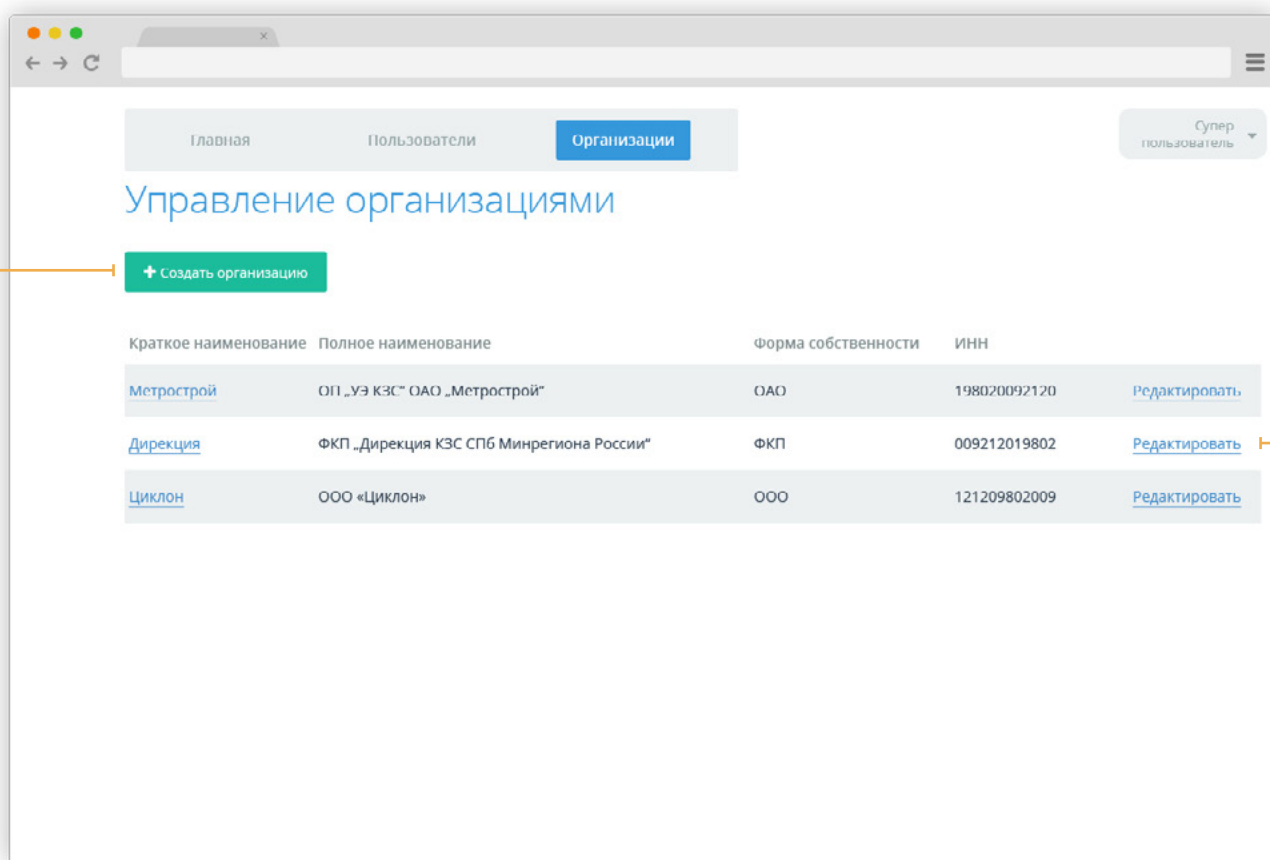 Главная Пользователи Организации
Супер
пользователь
Управление организациями
Создать организацию
Краткое наименование Полное наименование Форма собственности ИНН
Метрострой ОП „УЭ КЗС“ ОАО „Метрострой“ ОАО 198020092120 Редактировать
Дирекция ФКП „Дирекция КЗС СПб Минрегиона России“ ФКП 009212019802 Редактировать
Циклон ООО «Циклон» ООО 121209802009 Редактировать